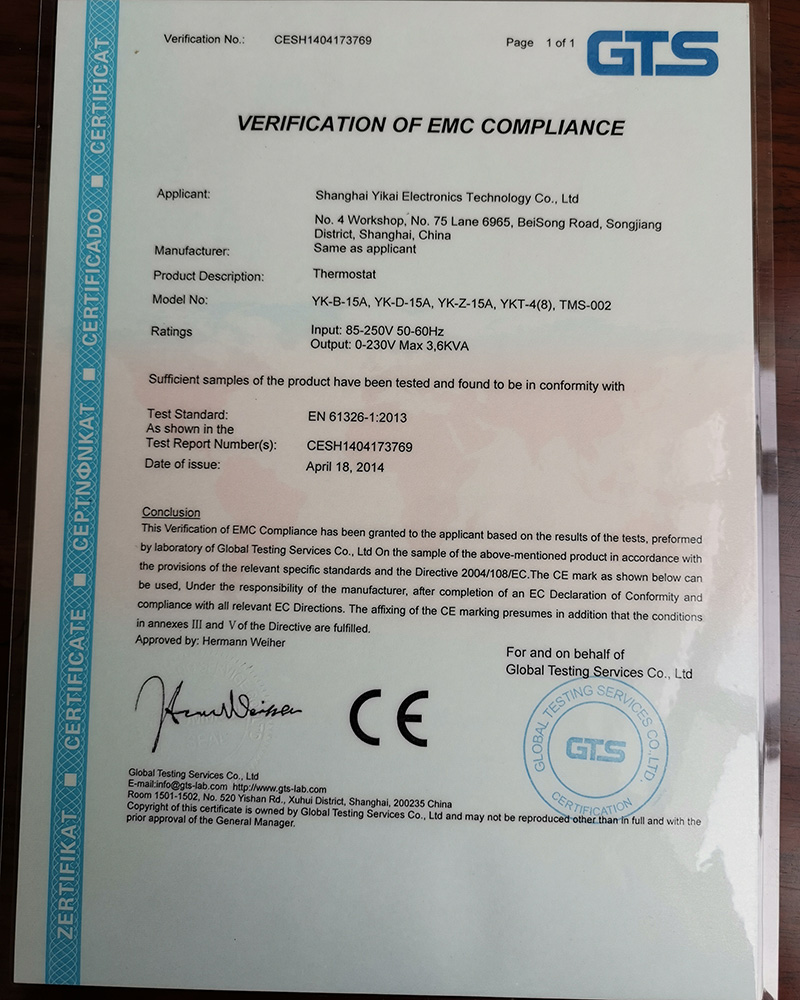 Verification No.: CESH1404173769 Page 1 of 1
GTS
VERIFICATION OF EMC COMPLIANCE
Applicant: Shanghai Yikai Electronics Technology Co., Ltd
No. 4 Workshop, No. 75 Lane 6965, BeiSong Road, Songjiang
District, Shanghai, China
Manufacturer: Same as applicant
Product Description: Thermostat
Model No: YK-B-15A, YK-D-15A, YK-Z-15A, YKT-4(8), TMS-002
Ratings Input: 85-250V 50-60Hz
Output: 0-230V Max 3,6KVA
Sufficient samples of the product have been tested and found to be in conformity with
Test Standard: EN 61326-1:2013
As shown in the
Test Report Number(s): CESH1404173769
Date of issue: April 18, 2014
Conclusion
This Verification of EMC Compliance has been granted to the applicant based on the results of the tests, preformed
by laboratory of Global Testing Services Co., Ltd On the sample of the above-mentioned product in accordance with
the provisions of the relevant specific standards and the Directive 2004/108/EC.The CE mark as shown below can
be used, Under the responsibility of the manufacturer, after completion of an EC Declaration of Conformity and
compliance with all relevant EC Directions. The affixing of the CE marking presumes in addition that the conditions
in annexes III and V of the Directive are fulfilled.
Approved by: Hermann Weiher
For and on behalf of
Global Testing Services Co., Ltd
CE
GLOBAL TESTING SERVICES CO., LTD.
GTS
CERTIFICATION
Global Testing Services Co., Ltd
E-mail:info@gts-lab.com http://www.gts-lab.com
Room 1501-1502, No. 520 Yishan Rd., Xuhui District, Shanghai, 200235 China
Copyright of this certificate is owned by Global Testing Services Co., Ltd and may not be reproduced other than in full and with the
prior approval of the General Manager.
ZERTIFIKAT ■ CERTIFICATE ■ CEPTNФNKAT ■ CERTIFICADO ■ CERTIFICAT